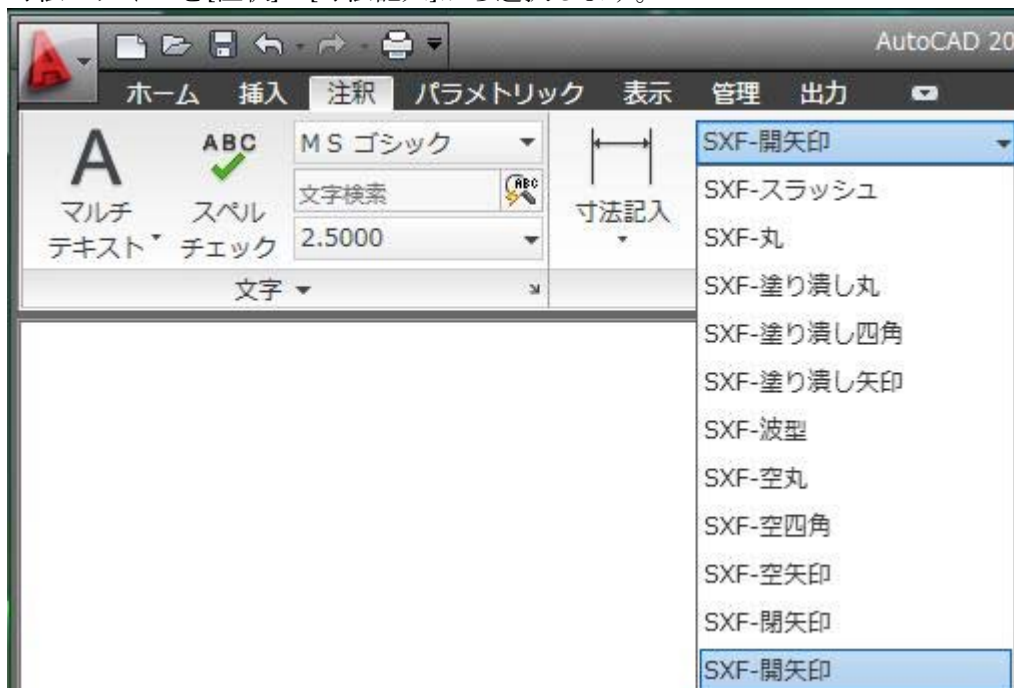 AutoCAD 20
ホーム 挿入 注釈 パラメトリック 表示 管理 出力
A
マルチ
テキスト
ABC
スペル
チェック
MS ゴシック
文字検索
ABC
2.5000
文字
寸法記入
SXF-開矢印
SXF-スラッシュ
SXF-丸
SXF-塗り潰し丸
SXF-塗り潰し四角
SXF-塗り潰し矢印
SXF-波型
SXF-空丸
SXF-空四角
SXF-空矢印
SXF-閉矢印
SXF-開矢印